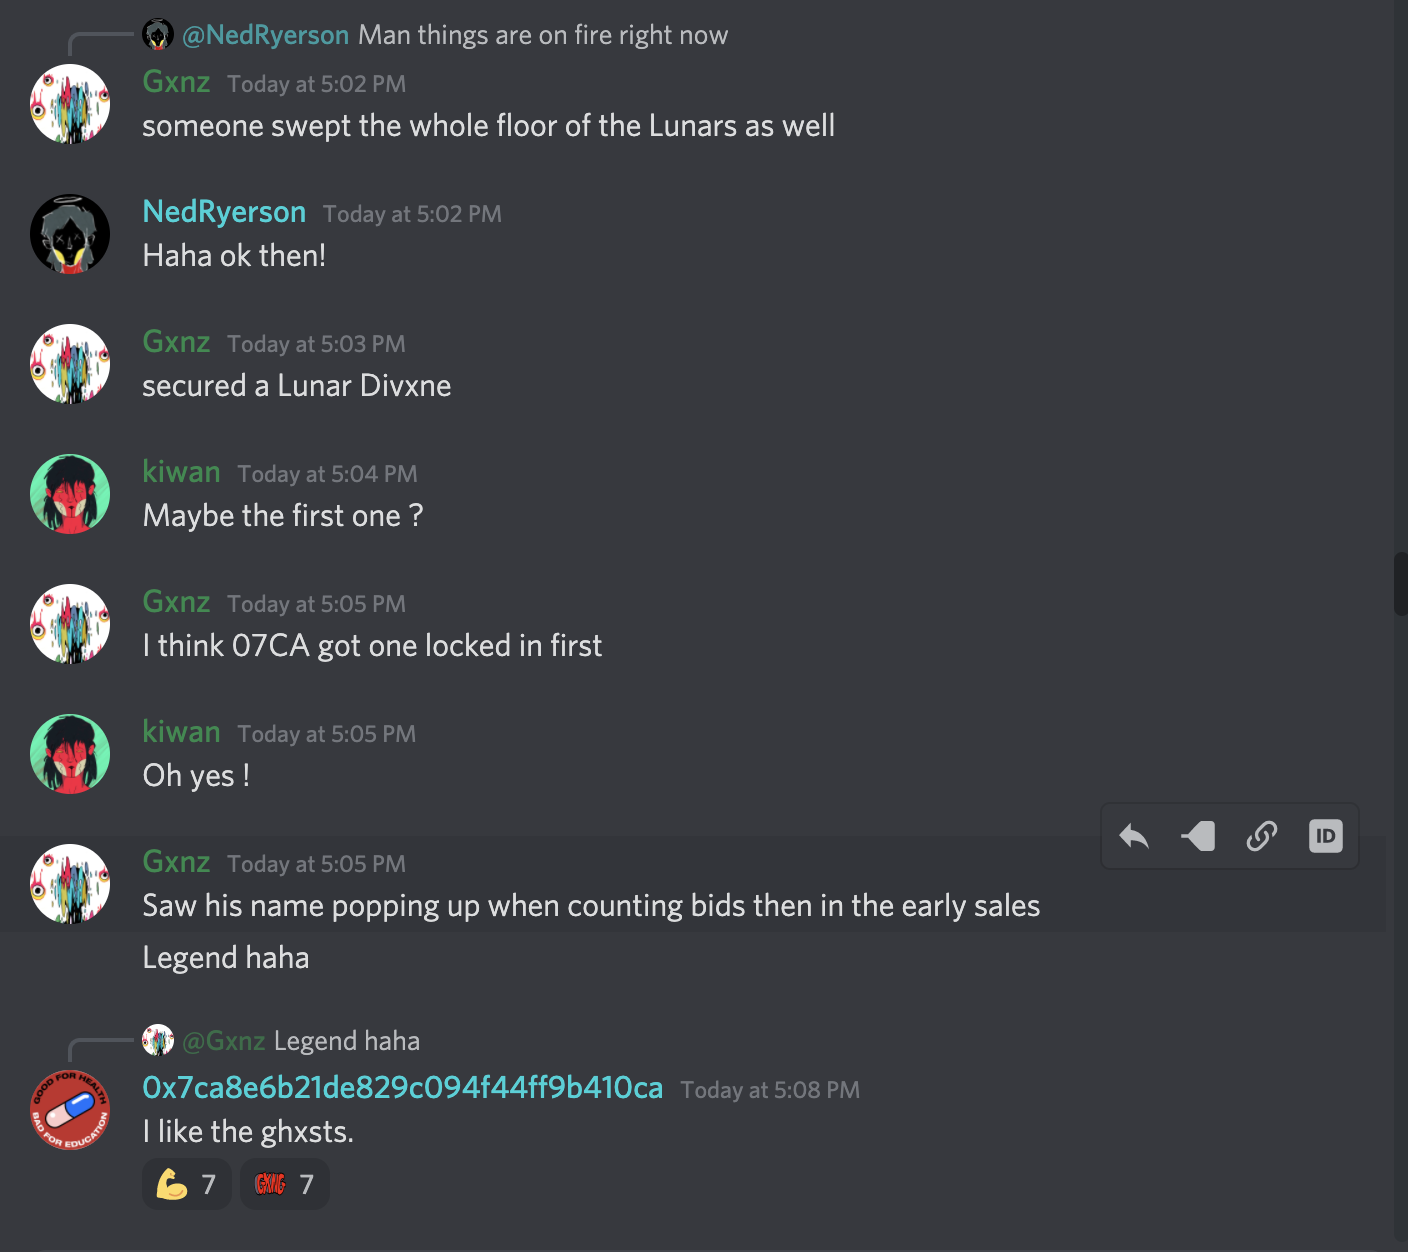 @NedRyerson Man things are on fire right now
Gxnz Today at 5:02 PM
someone swept the whole floor of the Lunars as well
NedRyerson Today at 5:02 PM
Haha ok then!
Gxnz Today at 5:03 PM
secured a Lunar Divxne
kiwan Today at 5:04 PM
Maybe the first one ?
Gxnz Today at 5:05 PM
I think 07CA got one locked in first
kiwan Today at 5:05 PM
Oh yes !
ID
Gxnz Today at 5:05 PM
Saw his name popping up when counting bids then in the early sales
Legend haha
@Gxnz Legend haha
0x7ca8e6b21de829c094f44ff9b410ca Today at 5:08 PM
GOOD FOR HEALTH
BAD FOR EDUCATION
I like the ghxsts.
7 GXNG 7